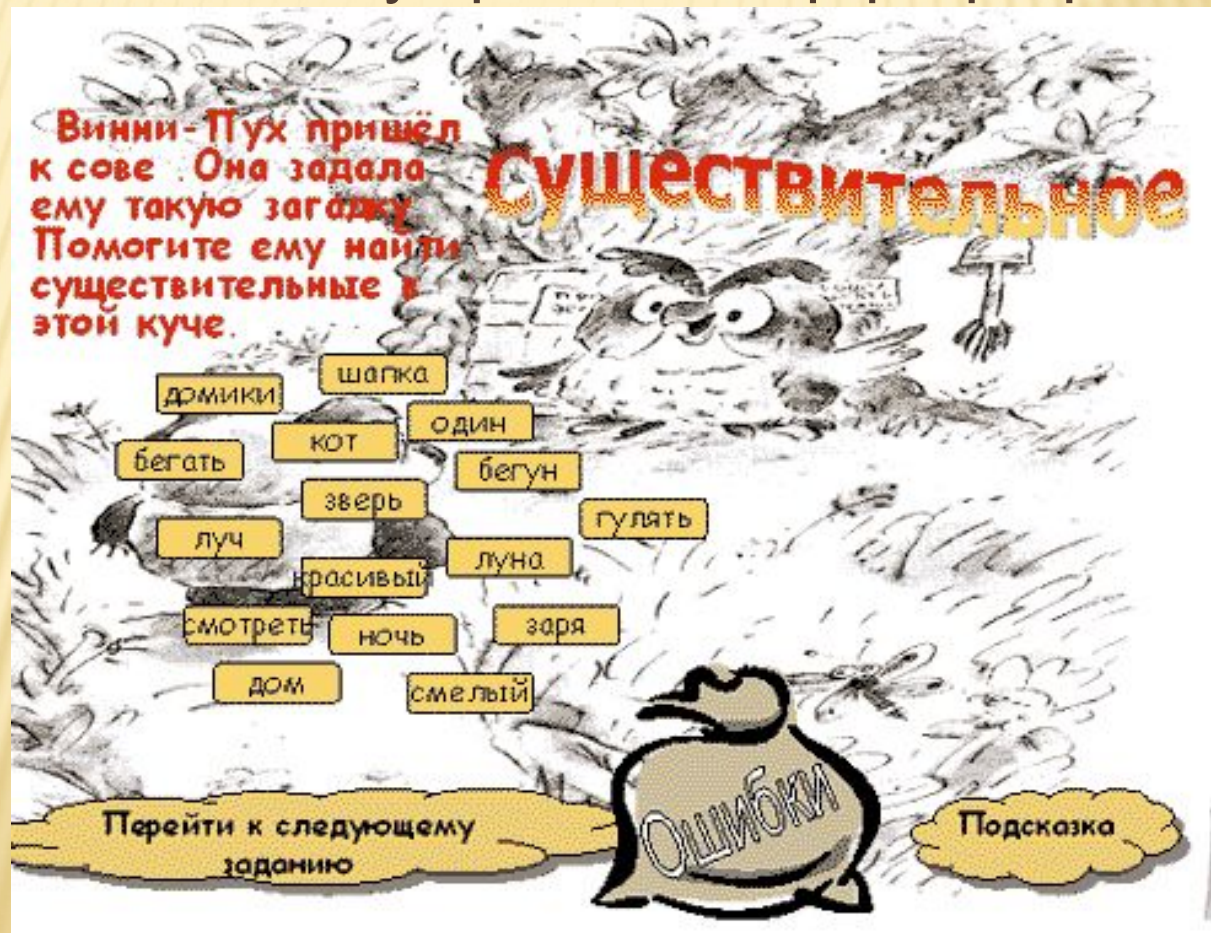 Винни-Пух пришёл
к сове . Она задала
ему такую загадку
Помогите ему найти
существительные в
этой куче.
Существительное
шапка
домики
один
кот
бегать
бегун
зверь
гулять
луч
луна
красивый
смотреть
ночь
заря
дом
смелый
Ошибки
Перейти к следующему
заданию
Подсказка